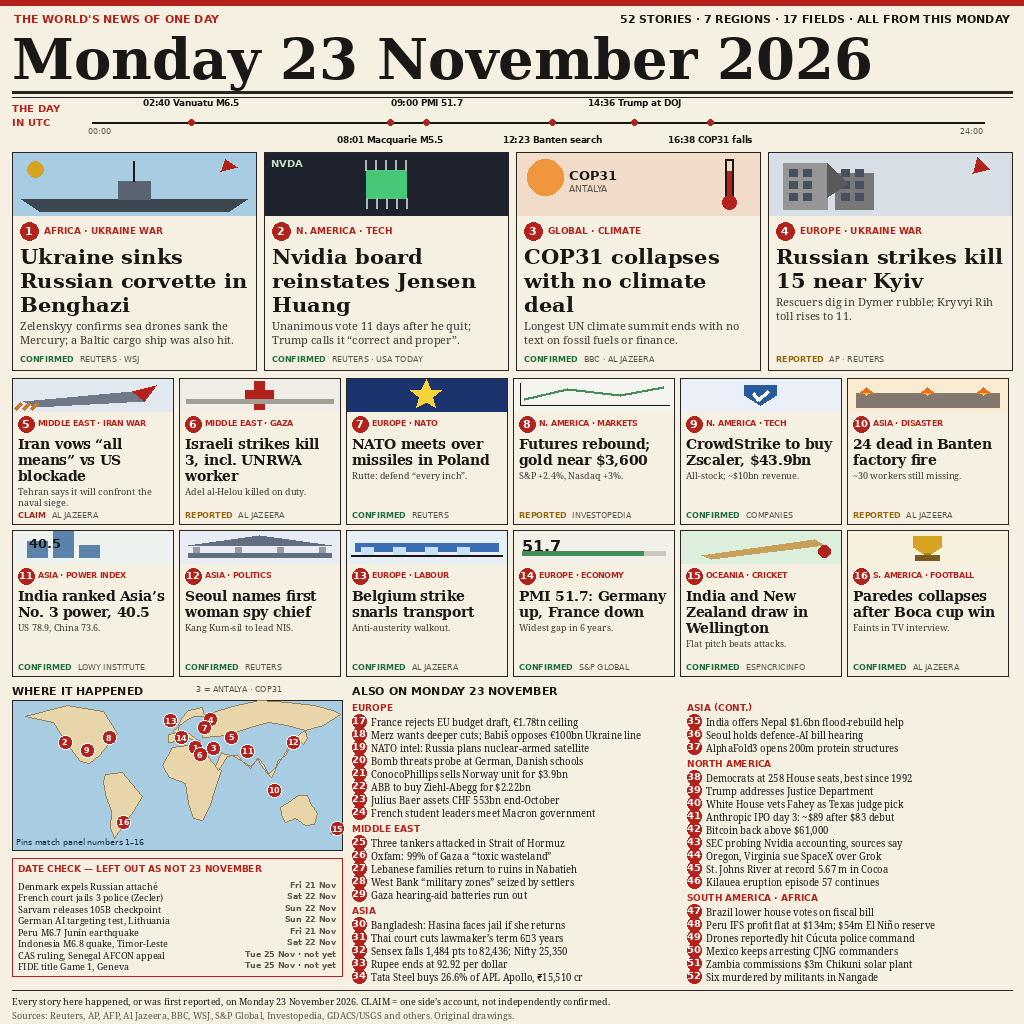 THE WORLD'S NEWS OF ONE DAY
52 STORIES · 7 REGIONS · 17 FIELDS · ALL FROM THIS MONDAY
Monday 23 November 2026
THE DAY
IN UTC
02:40 Vanuatu M6.5
09:00 PMI 51.7
14:36 Trump at DOJ
00:00
24:00
08:01 Macquarie M5.5
12:23 Banten search
16:38 COP31 falls
1 AFRICA · UKRAINE WAR
Ukraine sinks
Russian corvette in
Benghazi
Zelenskyy confirms sea drones sank the
Mercury; a Baltic cargo ship was also hit.
CONFIRMED REUTERS · WSJ
NVDA
2 N. AMERICA · TECH
Nvidia board
reinstates Jensen
Huang
Unanimous vote 11 days after he quit;
Trump calls it “correct and proper”.
CONFIRMED REUTERS · USA TODAY
COP31
ANTALYA
3 GLOBAL · CLIMATE
COP31 collapses
with no climate
deal
Longest UN climate summit ends with no
text on fossil fuels or finance.
CONFIRMED BBC · AL JAZEERA
4 EUROPE · UKRAINE WAR
Russian strikes kill
15 near Kyiv
Rescuers dig in Dymer rubble; Kryvyi Rih
toll rises to 11.
REPORTED AP · REUTERS
5 MIDDLE EAST · IRAN WAR
Iran vows “all
means” vs US
blockade
Tehran says it will confront the
naval siege.
CLAIM AL JAZEERA
6 MIDDLE EAST · GAZA
Israeli strikes kill
3, incl. UNRWA
worker
Adel al-Helou killed on duty.
REPORTED AL JAZEERA
7 EUROPE · NATO
NATO meets over
missiles in Poland
Rutte: defend “every inch”.
CONFIRMED REUTERS
8 N. AMERICA · MARKETS
Futures rebound;
gold near $3,600
S&P +2.4%, Nasdaq +3%.
REPORTED INVESTOPEDIA
9 N. AMERICA · TECH
CrowdStrike to buy
Zscaler, $43.9bn
All-stock; ~$10bn revenue.
CONFIRMED COMPANIES
10 ASIA · DISASTER
24 dead in Banten
factory fire
~30 workers still missing.
REPORTED AL JAZEERA
40.5
11 ASIA · POWER INDEX
India ranked Asia’s
No. 3 power, 40.5
US 78.9, China 73.6.
CONFIRMED LOWY INSTITUTE
12 ASIA · POLITICS
Seoul names first
woman spy chief
Kang Kum-sil to lead NIS.
CONFIRMED REUTERS
13 EUROPE · LABOUR
Belgium strike
snarls transport
Anti-austerity walkout.
CONFIRMED AL JAZEERA
51.7
14 EUROPE · ECONOMY
PMI 51.7: Germany
up, France down
Widest gap in 6 years.
CONFIRMED S&P GLOBAL
15 OCEANIA · CRICKET
India and New
Zealand draw in
Wellington
Flat pitch beats attacks.
CONFIRMED ESPNCRICINFO
16 S. AMERICA · FOOTBALL
Paredes collapses
after Boca cup win
Faints in TV interview.
CONFIRMED AL JAZEERA
WHERE IT HAPPENED
3 = ANTALYA · COP31
13
4
7
2
8
9
14
1
6
3
5
11
12
10
16
15
Pins match panel numbers 1–16
DATE CHECK — LEFT OUT AS NOT 23 NOVEMBER
Denmark expels Russian attaché Fri 21 Nov
French court jails 3 police (Zecler) Sat 22 Nov
Sarvam releases 105B checkpoint Sun 22 Nov
German AI targeting test, Lithuania Sun 22 Nov
Peru M6.7 Junín earthquake Fri 21 Nov
Indonesia M6.8 quake, Timor-Leste Sat 22 Nov
CAS ruling, Senegal AFCON appeal Tue 25 Nov · not yet
FIDE title Game 1, Geneva Tue 25 Nov · not yet
ALSO ON MONDAY 23 NOVEMBER
EUROPE
17 France rejects EU budget draft, €1.78tn ceiling
18 Merz wants deeper cuts; Babiš opposes €100bn Ukraine line
19 NATO intel: Russia plans nuclear-armed satellite
20 Bomb threats probe at German, Danish schools
21 ConocoPhillips sells Norway unit for $3.9bn
22 ABB to buy Ziehl-Abegg for $2.22bn
23 Julius Baer assets CHF 553bn end-October
24 French student leaders meet Macron government
MIDDLE EAST
25 Three tankers attacked in Strait of Hormuz
26 Oxfam: 99% of Gaza a “toxic wasteland”
27 Lebanese families return to ruins in Nabatieh
28 West Bank “military zones” seized by settlers
29 Gaza hearing-aid batteries run out
ASIA
30 Bangladesh: Hasina faces jail if she returns
31 Thai court cuts lawmaker’s term 6▯3 years
32 Sensex falls 1,484 pts to 82,436; Nifty 25,350
33 Rupee ends at 92.92 per dollar
34 Tata Steel buys 26.6% of APL Apollo, ₹15,510 cr
ASIA (CONT.)
35 India offers Nepal $1.6bn flood-rebuild help
36 Seoul holds defence-AI bill hearing
37 AlphaFold3 opens 200m protein structures
NORTH AMERICA
38 Democrats at 258 House seats, best since 1992
39 Trump addresses Justice Department
40 White House vets Fahey as Texas judge pick
41 Anthropic IPO day 3: ~$89 after $83 debut
42 Bitcoin back above $61,000
43 SEC probing Nvidia accounting, sources say
44 Oregon, Virginia sue SpaceX over Grok
45 St. Johns River at record 5.67 m in Cocoa
46 Kilauea eruption episode 57 continues
SOUTH AMERICA · AFRICA
47 Brazil lower house votes on fiscal bill
48 Peru IFS profit flat at $134m; $54m El Niño reserve
49 Drones reportedly hit Cúcuta police command
50 Mexico keeps arresting CJNG commanders
51 Zambia commissions $3m Chikuni solar plant
52 Six murdered by militants in Nangade
Every story here happened, or was first reported, on Monday 23 November 2026. CLAIM = one side’s account, not independently confirmed.
Sources: Reuters, AP, AFP, Al Jazeera, BBC, WSJ, S&P Global, Investopedia, GDACS/USGS and others. Original drawings.